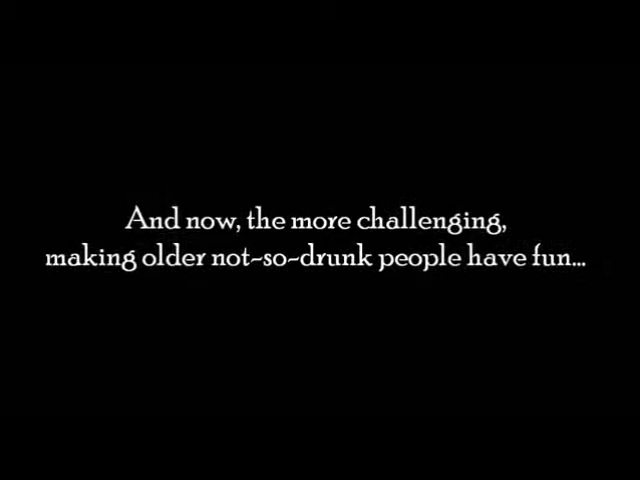 And now, the more challenging,
making older not-so-drunk people have fun...